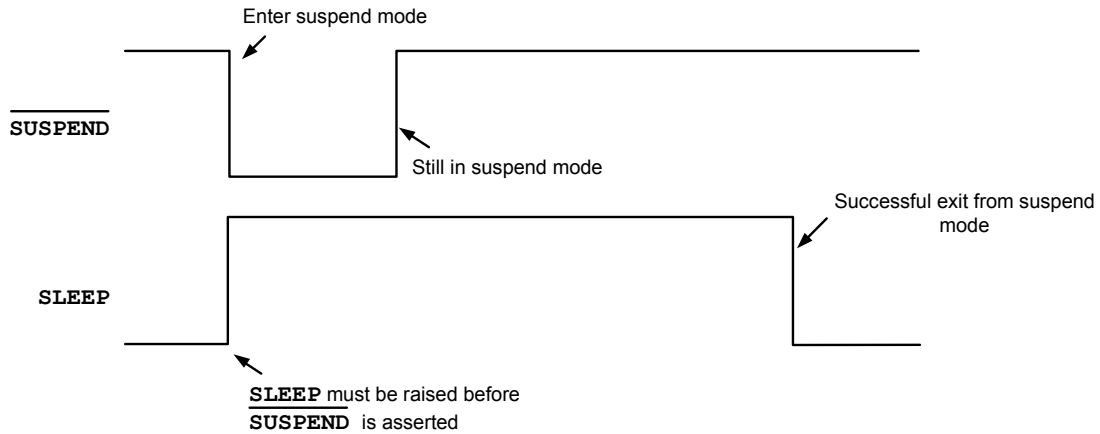 Enter suspend mode
SUSPEND
Still in suspend mode
Successful exit from suspend
mode
SLEEP
SLEEP must be raised before
SUSPEND is asserted